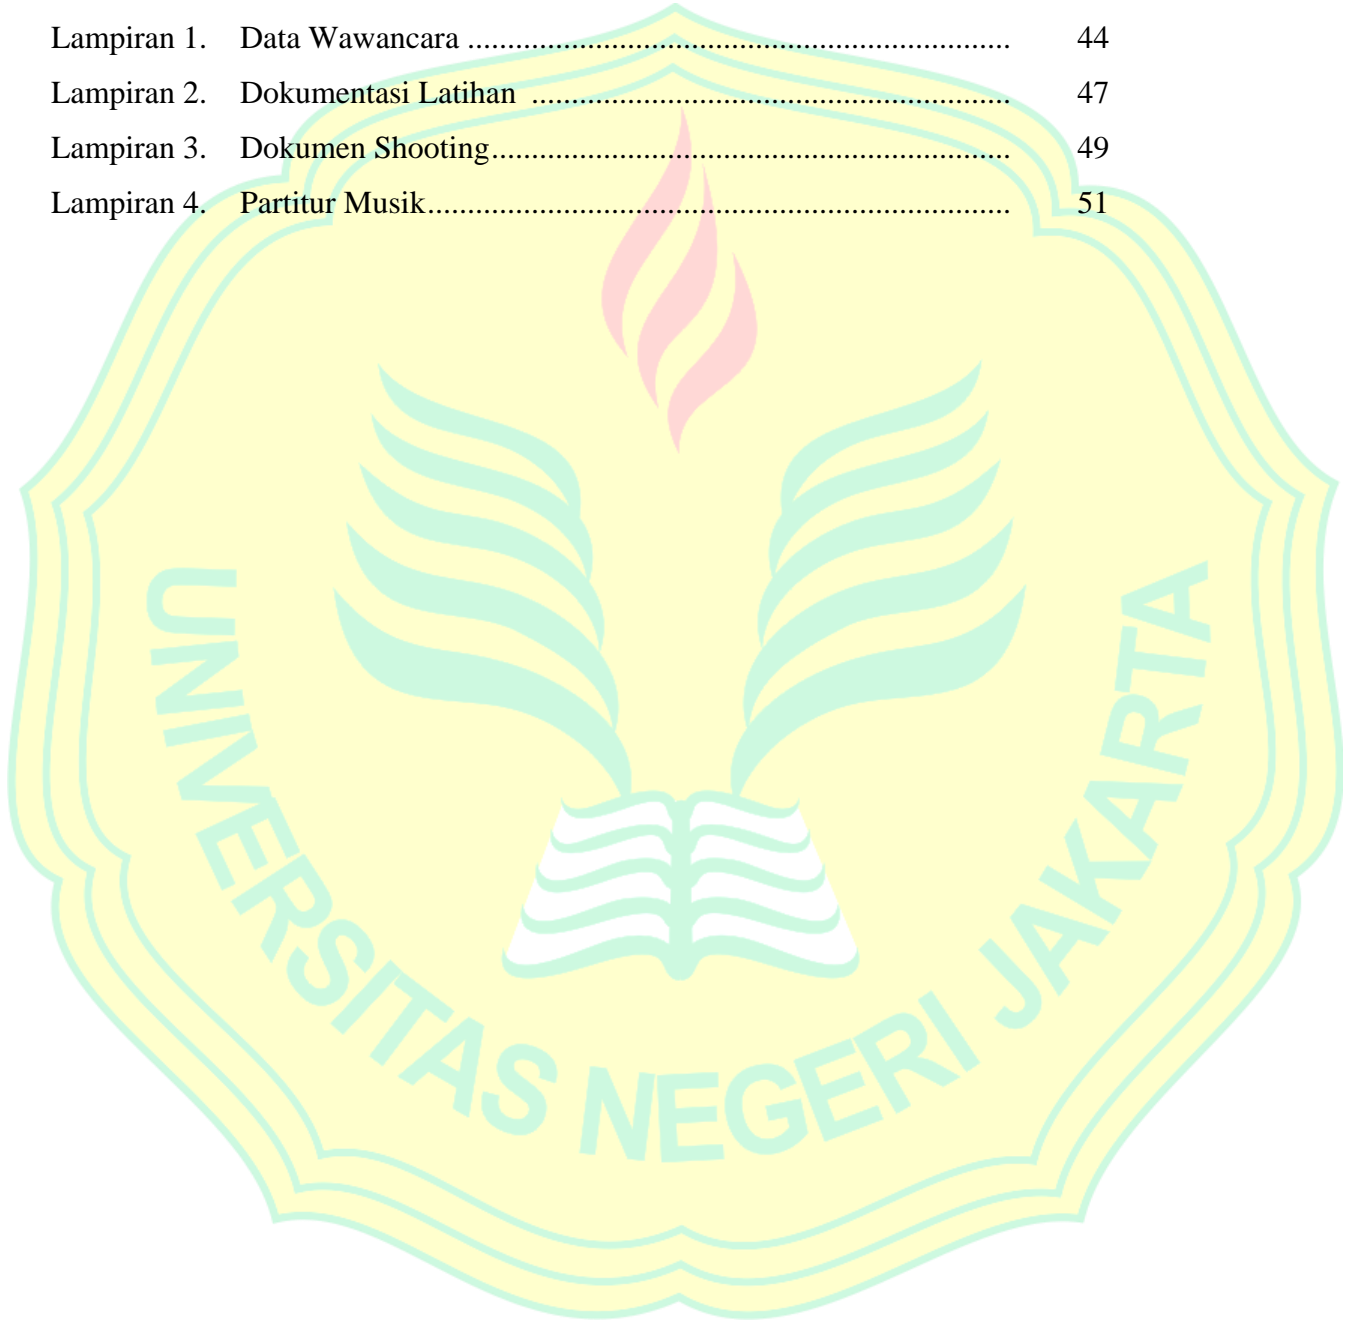 Lampiran 1. Data Wawancara .................................................................... 44
Lampiran 2. Dokumentasi Latihan ............................................................ 47
Lampiran 3. Dokumen Shooting................................................................. 49
Lampiran 4. Partitur Musik......................................................................... 51
UNIVERSITAS NEGERI JAKARTA